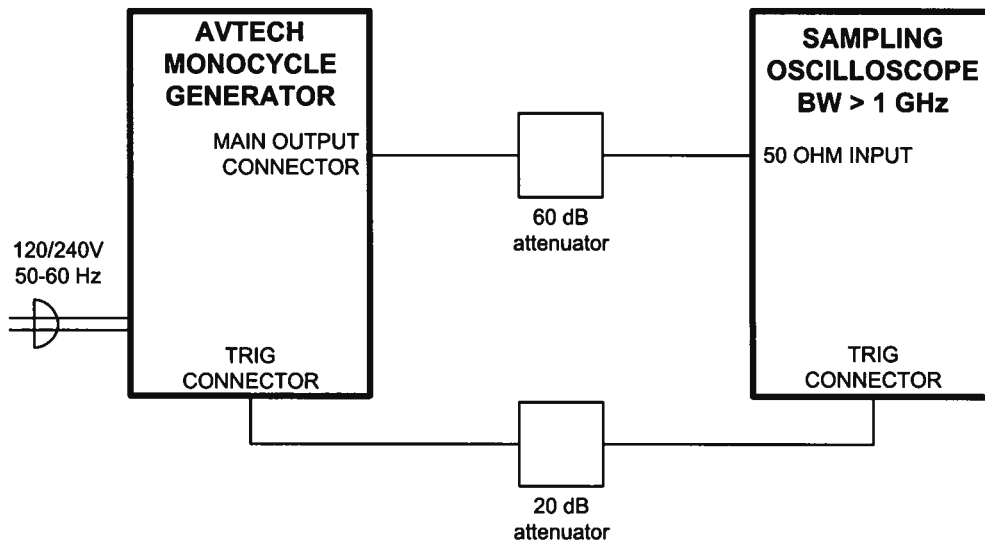 AVTECH
MONOCYCLE
GENERATOR
MAIN OUTPUT
CONNECTOR
SAMPLING
OSCILLOSCOPE
BW > 1 GHz
50 OHM INPUT
60 dB
attenuator
120/240V
50-60 Hz
TRIG
CONNECTOR
TRIG
CONNECTOR
20 dB
attenuator